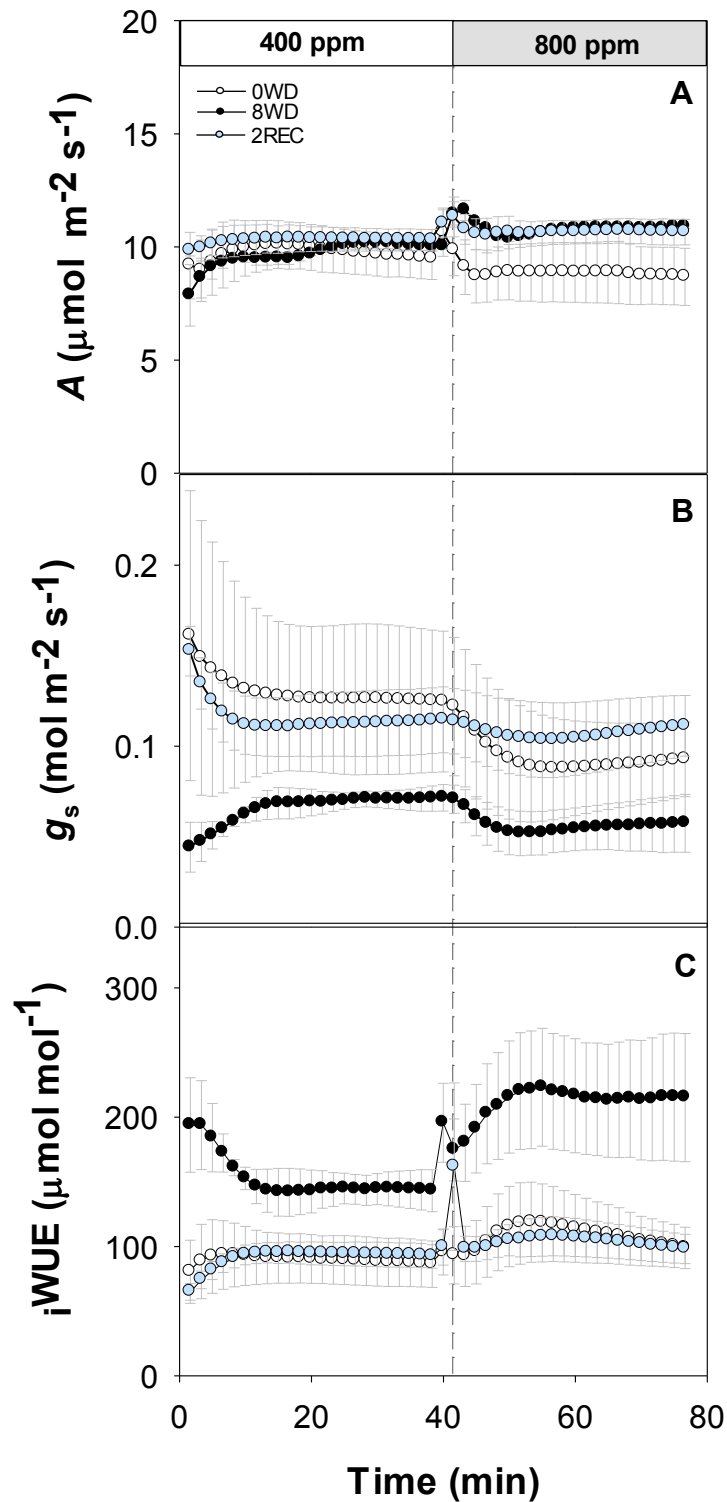 400 ppm 800 ppm
A
0WD
8WD
2REC
20
15
10
5
0
A (μmol m-2 s-1)
B
0.2
0.1
0.0
gs (mol m-2 s-1)
C
300
200
100
0
iWUE (μmol mol-1)
0 20 40 60 80
Time (min)